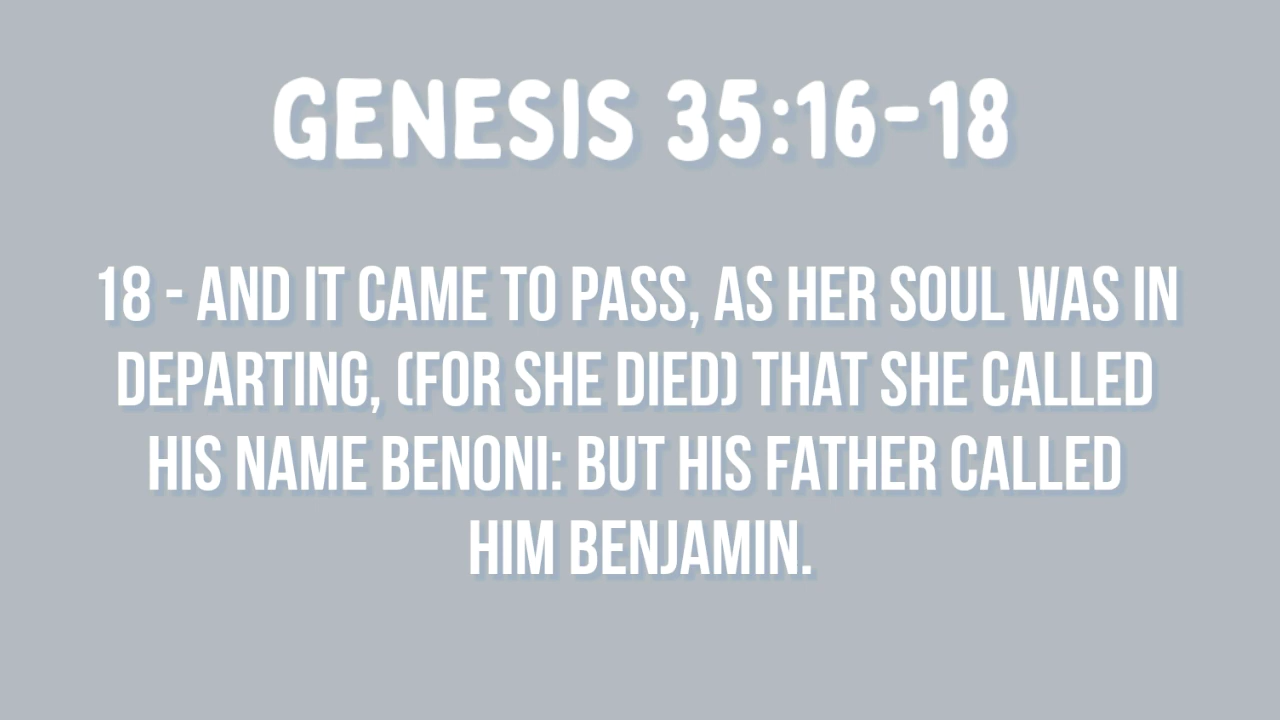 GENESIS 35:16-18
18 - AND IT CAME TO PASS, AS HER SOUL WAS IN
DEPARTING, (FOR SHE DIED) THAT SHE CALLED
HIS NAME BENONI: BUT HIS FATHER CALLED
HIM BENJAMIN.